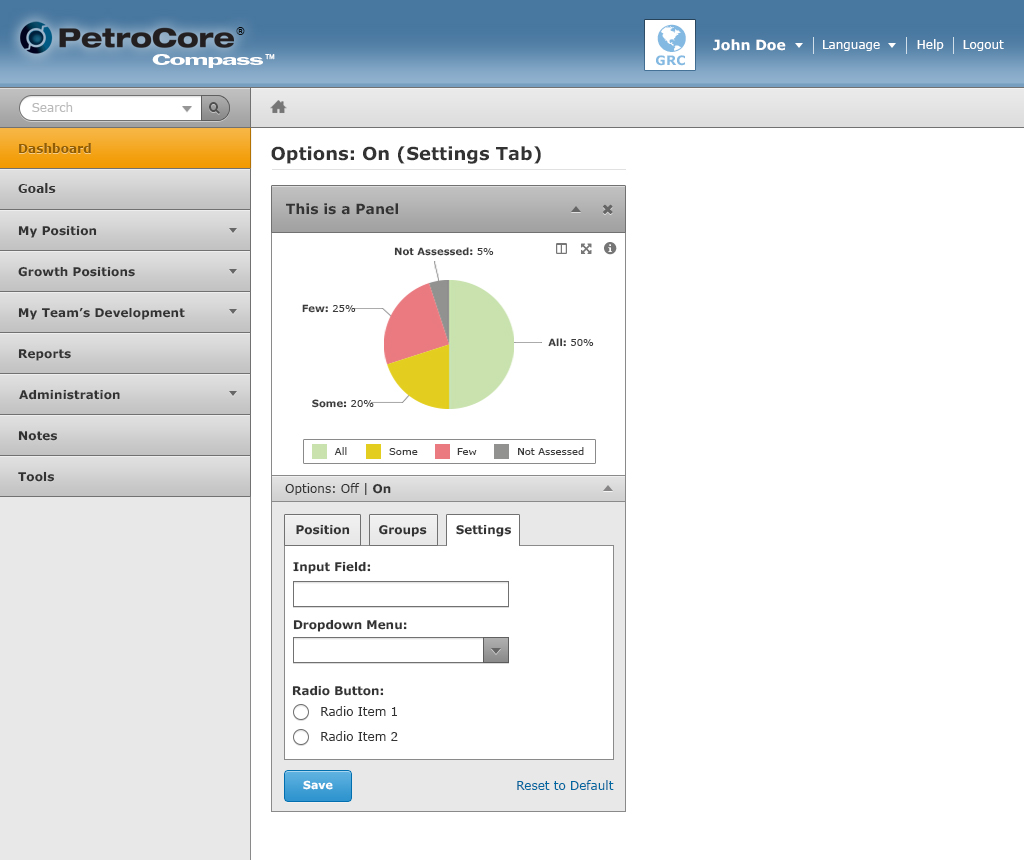 PetroCore®
Compass™
GRC
John Doe
Language
Help
Logout
Search
Dashboard
Goals
My Position
Growth Positions
My Team's Development
Reports
Administration
Notes
Tools
Options: On (Settings Tab)
This is a Panel
Not Assessed: 5%
Few: 25%
All: 50%
Some: 20%
All Some Few Not Assessed
Options: Off | On
Position Groups Settings
Input Field:
Dropdown Menu:
Radio Button:
Radio Item 1
Radio Item 2
Save Reset to Default